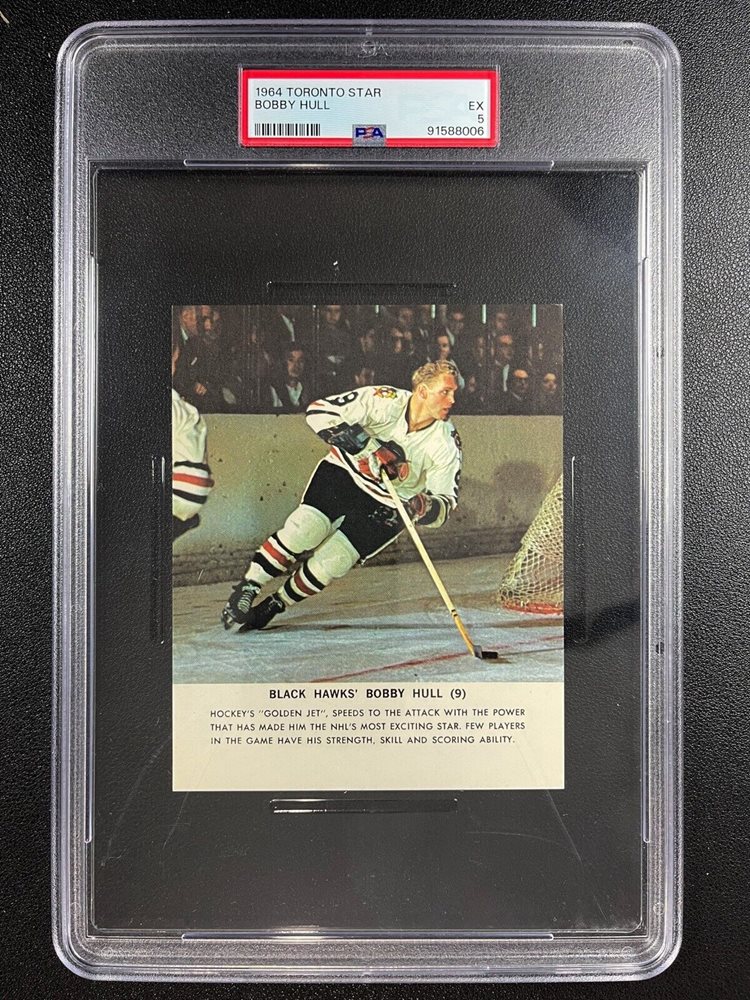 1964 TORONTO STAR
BOBBY HULL
EX
5
PSA
91588006
9
BLACK HAWKS' BOBBY HULL (9)
HOCKEY'S "GOLDEN JET", SPEEDS TO THE ATTACK WITH THE POWER
THAT HAS MADE HIM THE NHL'S MOST EXCITING STAR. FEW PLAYERS
IN THE GAME HAVE HIS STRENGTH, SKILL AND SCORING ABILITY.